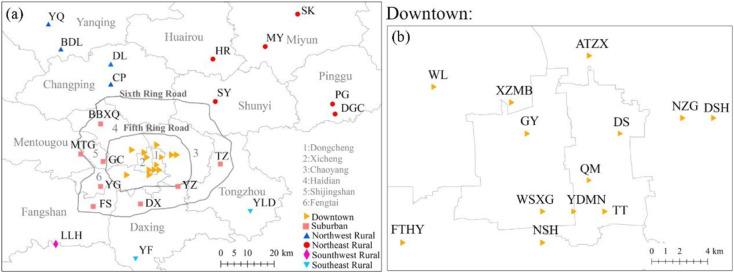 (a)
YQ
Yanqing
BDL
DL
Changping
CP
Huairou
HR
SK
MY
Miyun
Pinggu
PG
DGC
SY
Shunyi
Sixth Ring Road
BBXQ
4
Fifth Ring Road
Mentougou
MTG
5
GC
2
1
3
TZ
6
YG
YZ
FS
DX
Fangshan
Tongzhou
YLD
Daxing
LLH
YF
1:Dongcheng
2:Xicheng
3:Chaoyang
4:Haidian
5:Shijingshan
6:Fengtai
Downtown
Suburban
Northwest Rural
Northeast Rural
Sounthwest Rural
Southeast Rural
0 10 20 km
Downtown:
(b)
ATZX
WL
XZMB
GY
DS
NZG
DSH
QM
WSXG
YDMN
TT
FTHY
NSH
0 2 4 km